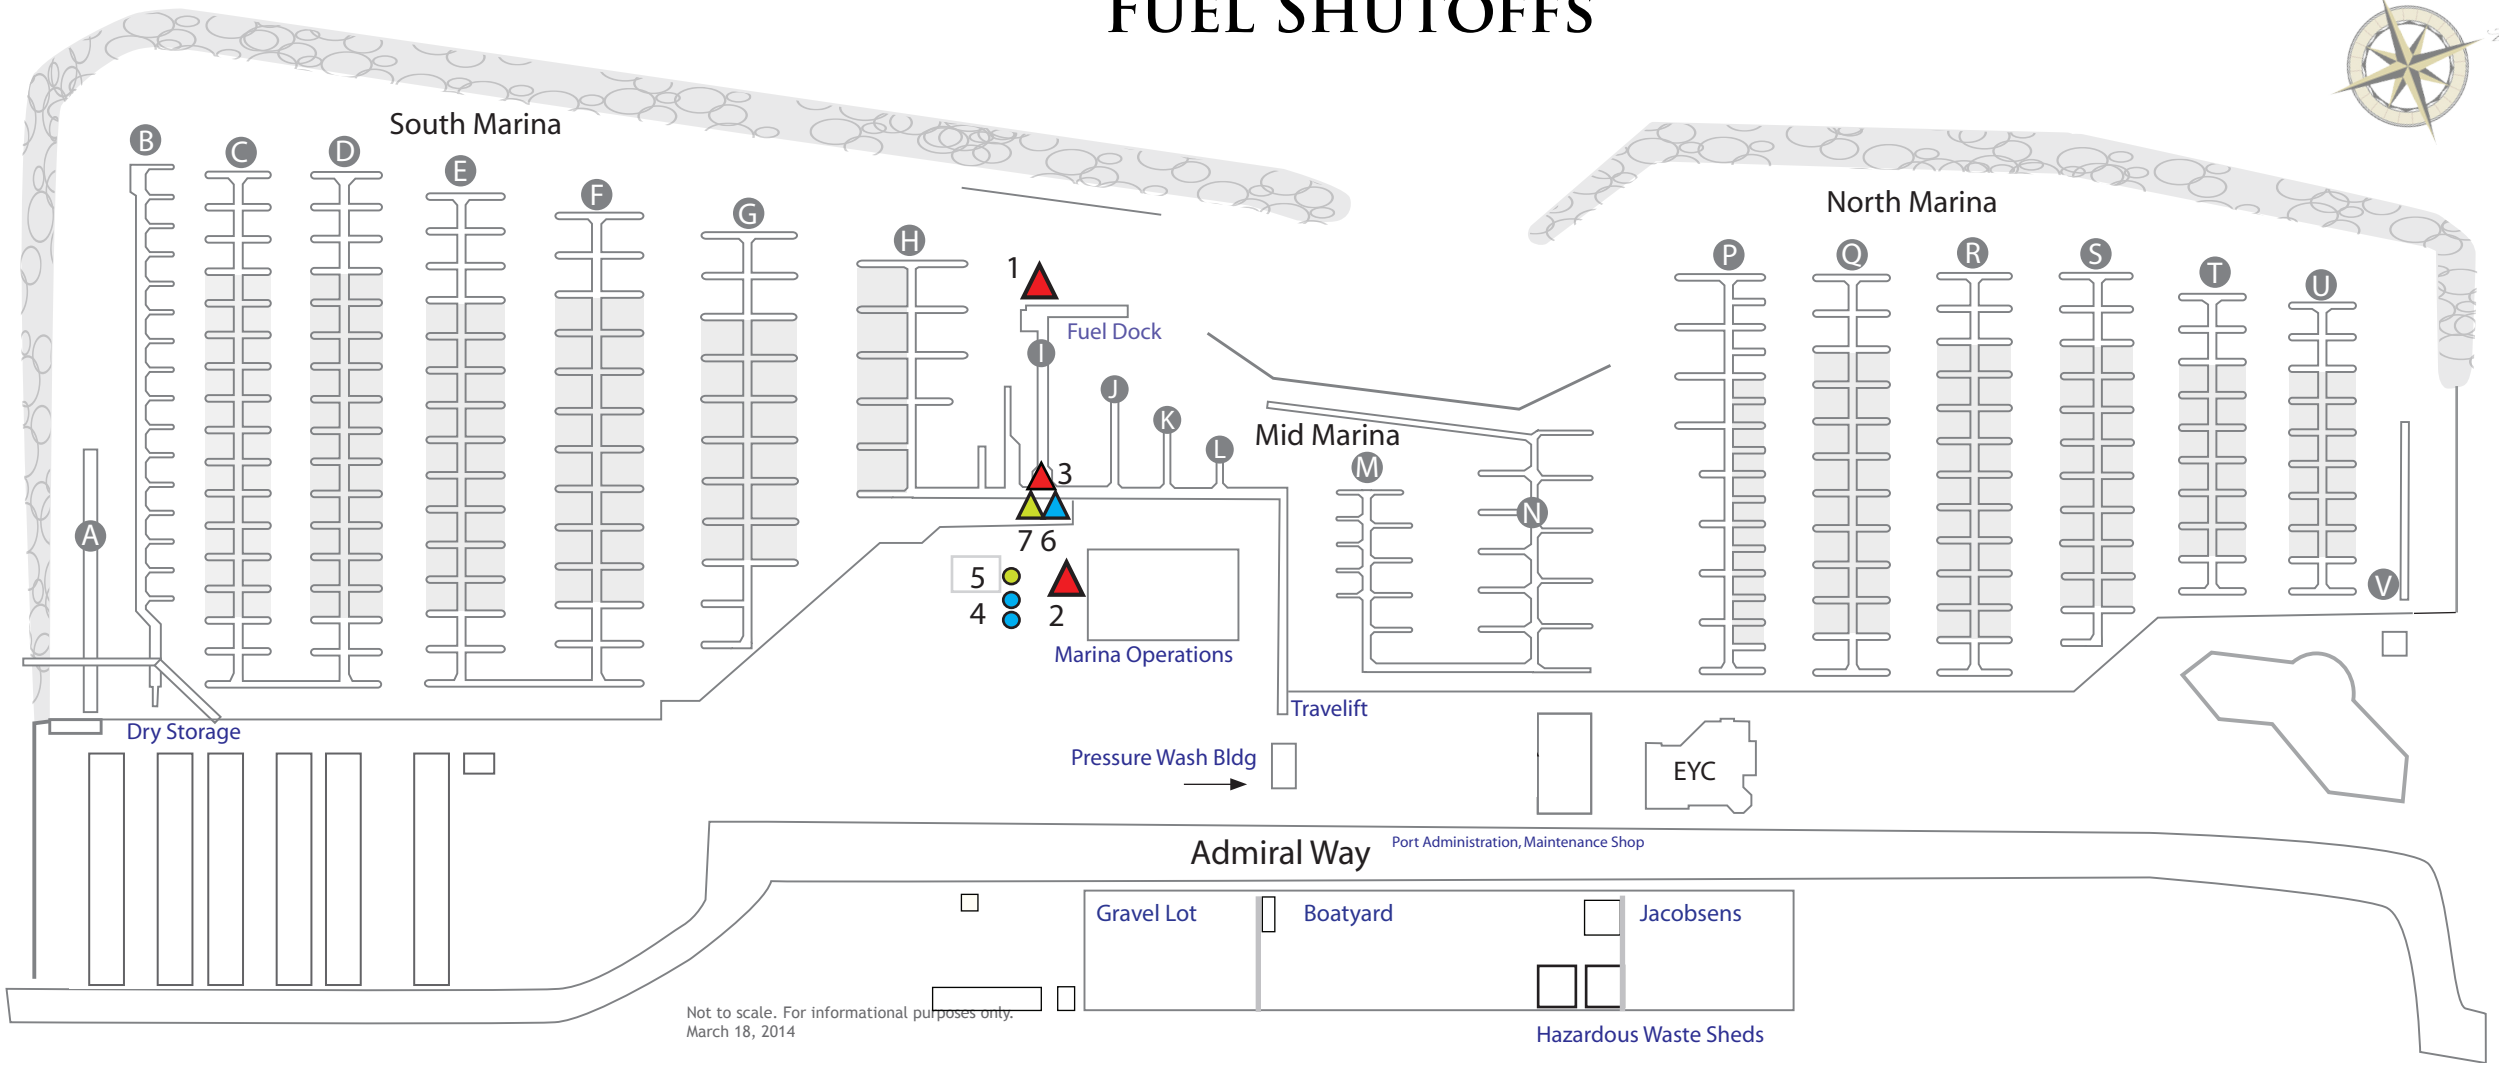 FUEL SHUTOFFS
South Marina
North Marina
B
C
D
E
F
G
H
1
P
Q
R
S
T
U
Fuel Dock
I
J
K
L
Mid Marina
M
3
A
N
7 6
5
4
2
V
Marina Operations
Travelift
Dry Storage
Pressure Wash Bldg
EYC
Admiral Way
Port Administration, Maintenance Shop
Gravel Lot
Boatyard
Jacobsens
Not to scale. For informational purposes only.
March 18, 2014
Hazardous Waste Sheds